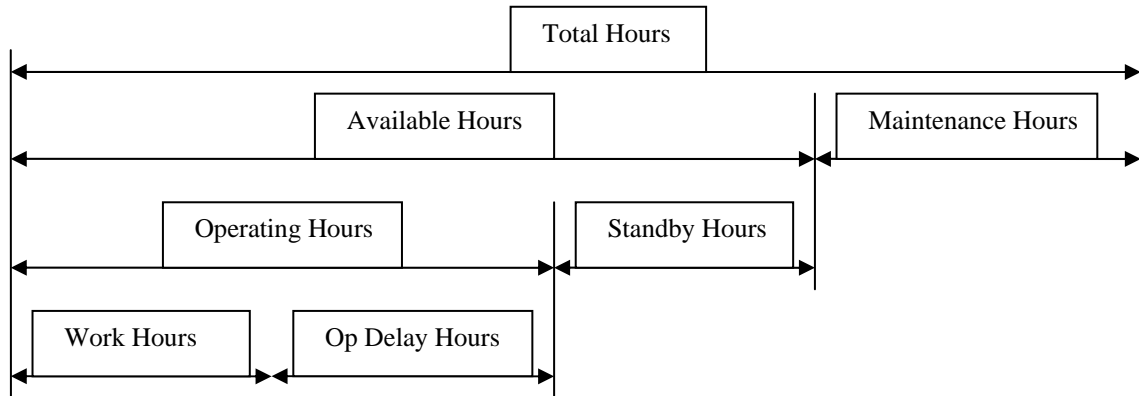 Total Hours
Available Hours
Maintenance Hours
Operating Hours
Standby Hours
Work Hours
Op Delay Hours